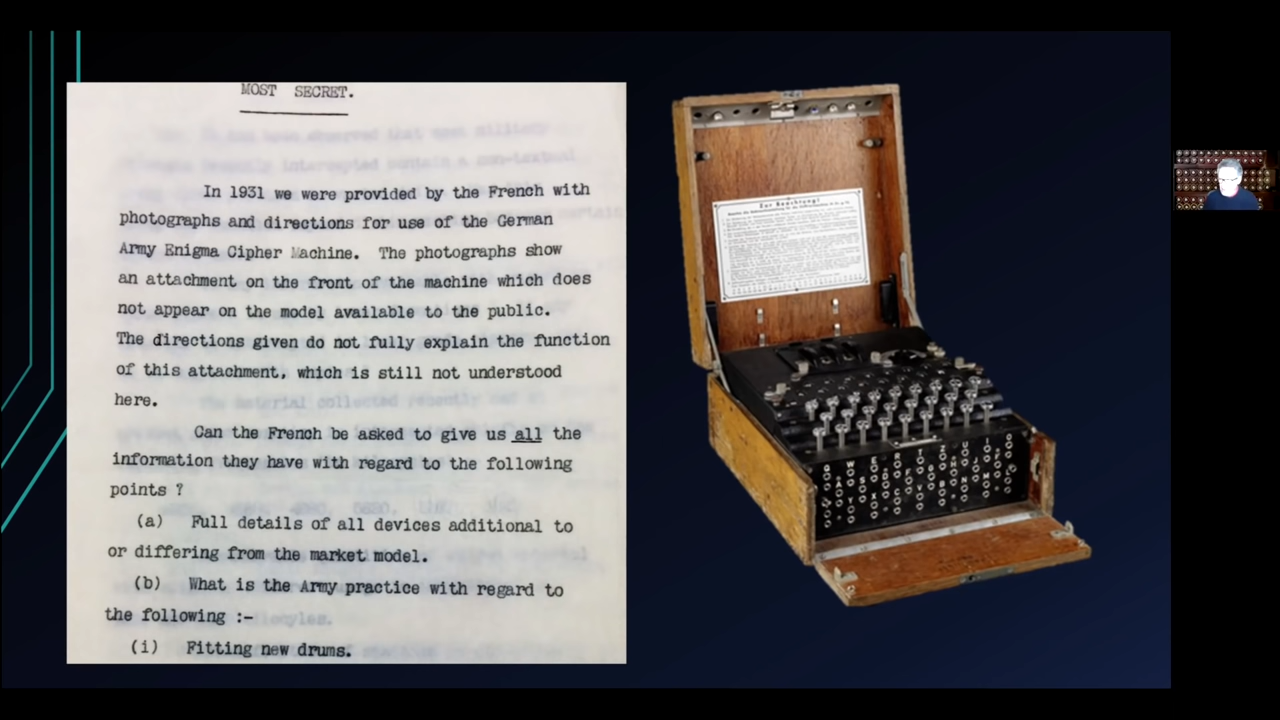 MOST SECRET.
In 1931 we were provided by the French with
photographs and directions for use of the German
Army Enigma Cipher Machine. The photographs show
an attachment on the front of the machine which does
not appear on the model available to the public.
The directions given do not fully explain the function
of this attachment, which is still not understood
here.
Can the French be asked to give us all the
information they have with regard to the following
points ?
(a) Full details of all devices additional to
or differing from the market model.
(b) What is the Army practice with regard to
the following :-
(i) Fitting new drums.
Zur Beachtung!